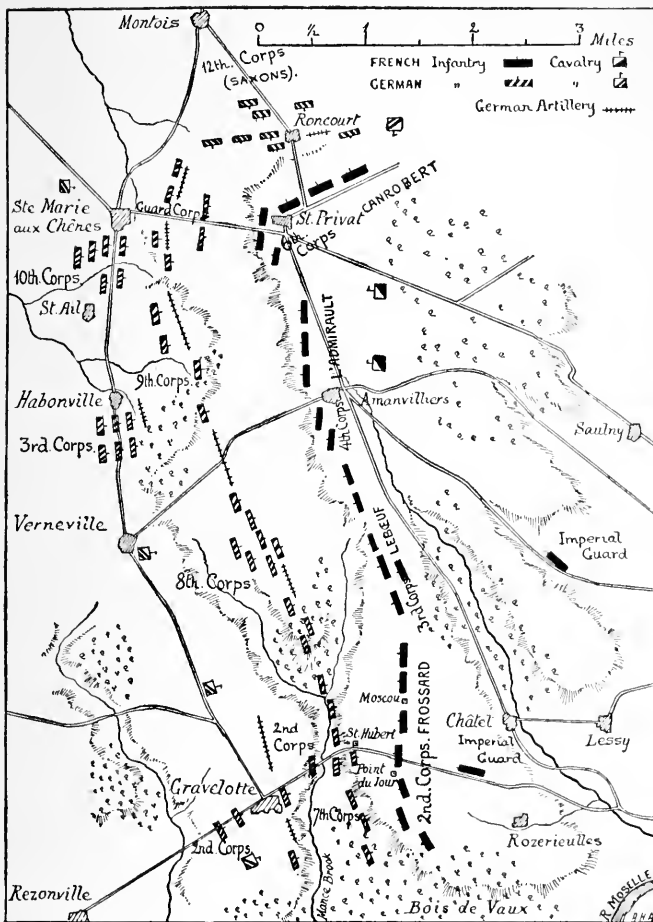 Montois
0 ½ 1 2 3
Miles
FRENCH Infantry Cavalry
GERMAN " "
German Artillery
12th. Corps
(SAXONS).
Roncourt
CANROBERT
Ste Marie
aux Chênes
Guard Corps
St. Privat
6th Corps
10th. Corps
St. Ail
L'ADMIRAULT
9th. Corps.
Habonville
Amanvilliers
4th Corps
3rd. Corps.
Saulny
Verneville
LEBŒUF
3rd Corps
Imperial
Guard
8th. Corps
2nd. Corps. FROSSARD
Moscou
Châtel
Lessy
2nd
Corps
St. Hubert
Imperial
Guard
Point
du Jour
Gravelotte
7th Corps
Rozerieulles
2nd Corps
Mance Brook
Rezonville
Bois de Vaux
R. MOSELLE